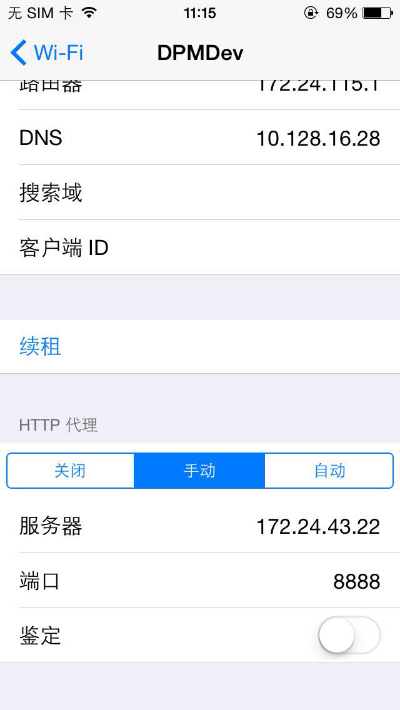 无 SIM 卡 11:15 69%
Wi-Fi DPMDev
路由器 172.24.115.1
DNS 10.128.16.28
搜索域
客户端 ID
续租
HTTP 代理
关闭 手动 自动
服务器 172.24.43.22
端口 8888
鉴定